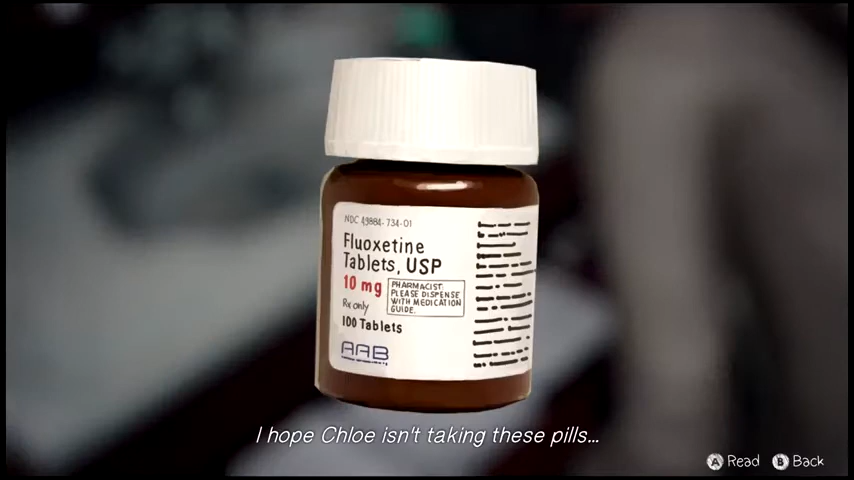 NDC 49884-734-01
Fluoxetine
Tablets, USP
10 mg
PHARMACIST:
PLEASE DISPENSE
WITH MEDICATION
GUIDE.
Rx only
100 Tablets
AAB
I hope Chloe isn't taking these pills...
A Read B Back